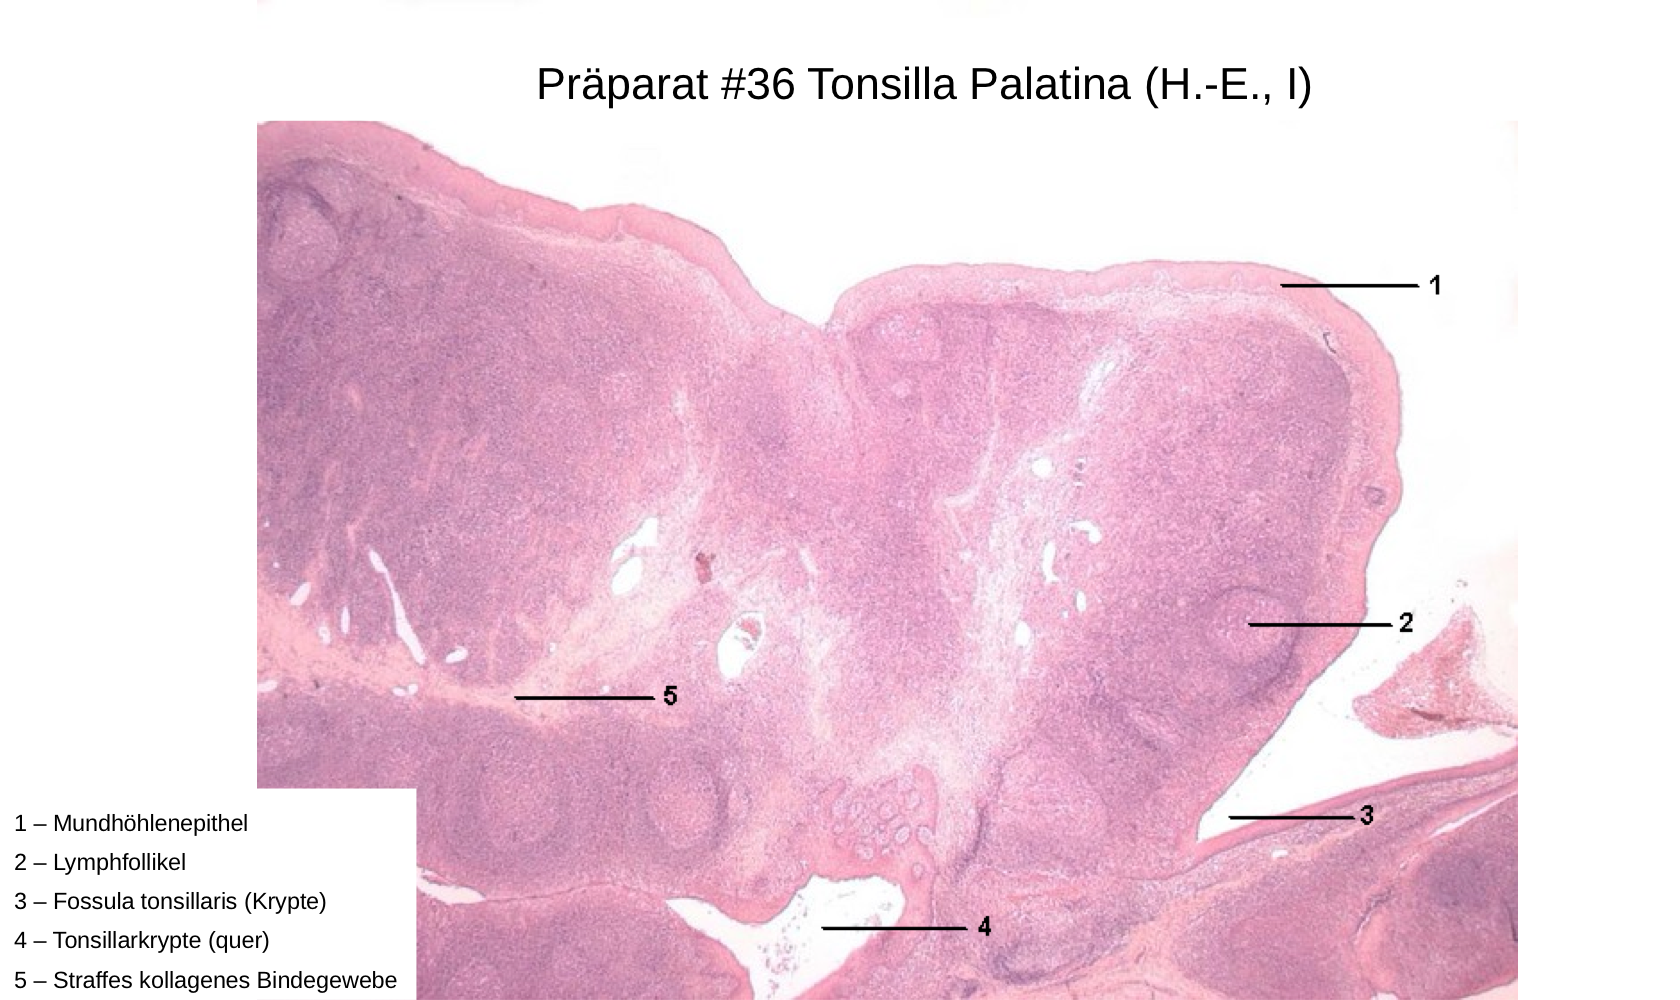 Präparat #36 Tonsilla Palatina (H.-E., I)
1
2
5
3
4
1 – Mundhöhlenepithel
2 – Lymphfollikel
3 – Fossula tonsillaris (Krypte)
4 – Tonsillarkrypte (quer)
5 – Straffes kollagenes Bindegewebe